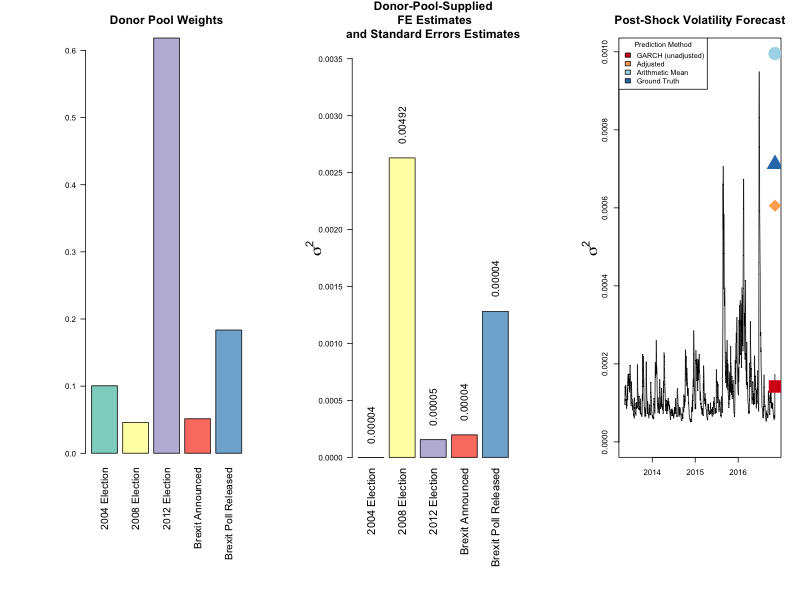 Donor Pool Weights
0.6
0.5
0.4
0.3
0.2
0.1
0.0
2004 Election
2008 Election
2012 Election
Brexit Announced
Brexit Poll Released
Donor-Pool-Supplied
FE Estimates
and Standard Errors Estimates
σ2
0.0035
0.0030
0.0025
0.0020
0.0015
0.0010
0.0005
0.0000
0.00004
0.00492
0.00005
0.00004
0.00004
2004 Election
2008 Election
2012 Election
Brexit Announced
Brexit Poll Released
Post-Shock Volatility Forecast
σ2
0.0010
0.0008
0.0006
0.0004
0.0002
0.0000
Prediction Method
GARCH (unadjusted)
Adjusted
Arithmetic Mean
Ground Truth
2014
2015
2016